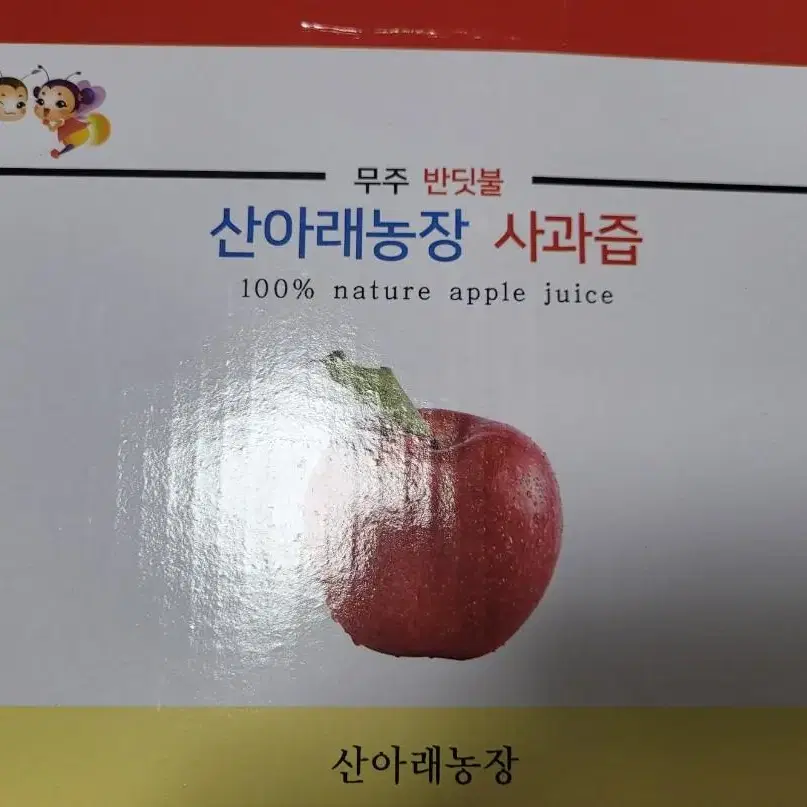 무주 반딧불
산아래농장 사과즙
100% nature apple juice
산아래농장